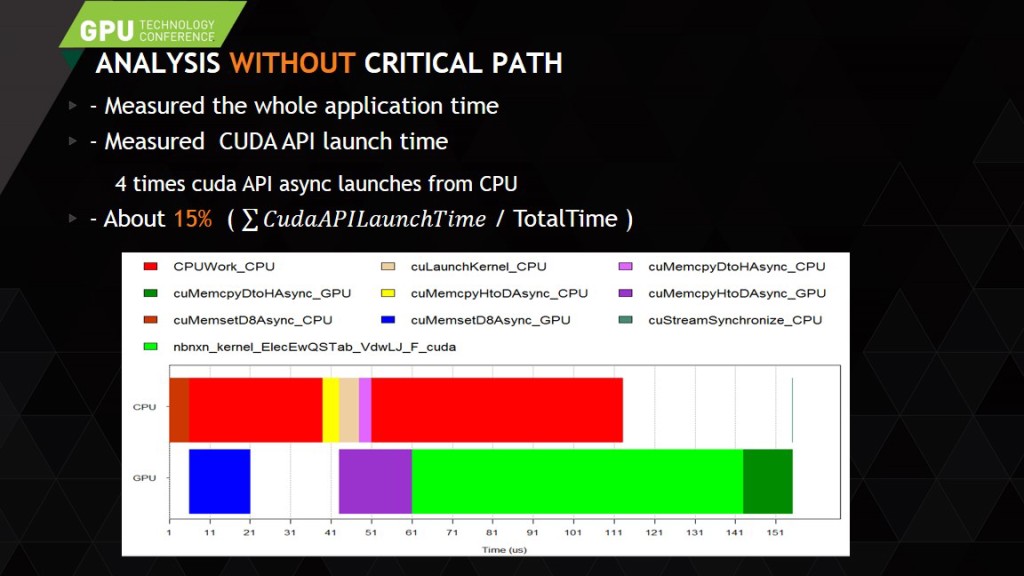 GPU TECHNOLOGY
CONFERENCE
ANALYSIS WITHOUT CRITICAL PATH
- Measured the whole application time
- Measured CUDA API launch time
4 times cuda API async launches from CPU
- About 15% ( ∑ CudaAPILaunchTime / TotalTime )
CPUWork_CPU cuLaunchKernel_CPU cuMemcpyDtoHAsync_CPU
cuMemcpyDtoHAsync_GPU cuMemcpyHtoDAsync_CPU cuMemcpyHtoDAsync_GPU
cuMemsetD8Async_CPU cuMemsetD8Async_GPU cuStreamSynchronize_CPU
nbnxn_kernel_ElecEwQSTab_VdwLJ_F_cuda
CPU
GPU
1 11 21 31 41 51 61 71 81 91 101 111 121 131 141 151
Time (us)